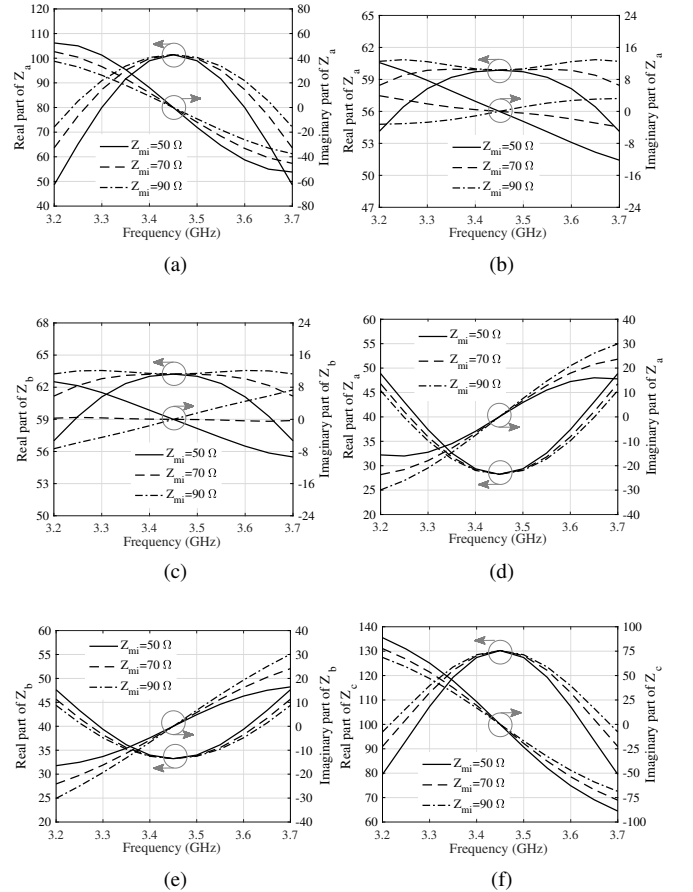 120
110
100
90
80
70
60
50
40
Real part of Z_a
80
60
40
20
0
-20
-40
-60
-80
Imaginary part of Z_a
Z_mi=50 Ω
Z_mi=70 Ω
Z_mi=90 Ω
3.2 3.3 3.4 3.5 3.6 3.7
Frequency (GHz)
(a)
65
62
59
56
53
50
47
Real part of Z_a
24
16
8
0
-8
-16
-24
Imaginary part of Z_a
Z_mi=50 Ω
Z_mi=70 Ω
Z_mi=90 Ω
3.2 3.3 3.4 3.5 3.6 3.7
Frequency (GHz)
(b)
68
65
62
59
56
53
50
Real part of Z_b
24
16
8
0
-8
-16
-24
Imaginary part of Z_b
Z_mi=50 Ω
Z_mi=70 Ω
Z_mi=90 Ω
3.2 3.3 3.4 3.5 3.6 3.7
Frequency (GHz)
(c)
60
55
50
45
40
35
30
25
20
Real part of Z_a
40
30
20
10
0
-10
-20
-30
-40
Imaginary part of Z_a
Z_mi=50 Ω
Z_mi=70 Ω
Z_mi=90 Ω
3.2 3.3 3.4 3.5 3.6 3.7
Frequency (GHz)
(d)
60
55
50
45
40
35
30
25
20
Real part of Z_b
40
30
20
10
0
-10
-20
-30
-40
Imaginary part of Z_b
Z_mi=50 Ω
Z_mi=70 Ω
Z_mi=90 Ω
3.2 3.3 3.4 3.5 3.6 3.7
Frequency (GHz)
(e)
140
130
120
110
100
90
80
70
60
Real part of Z_c
100
75
50
25
0
-25
-50
-75
-100
Imaginary part of Z_c
Z_mi=50 Ω
Z_mi=70 Ω
Z_mi=90 Ω
3.2 3.3 3.4 3.5 3.6 3.7
Frequency (GHz)
(f)